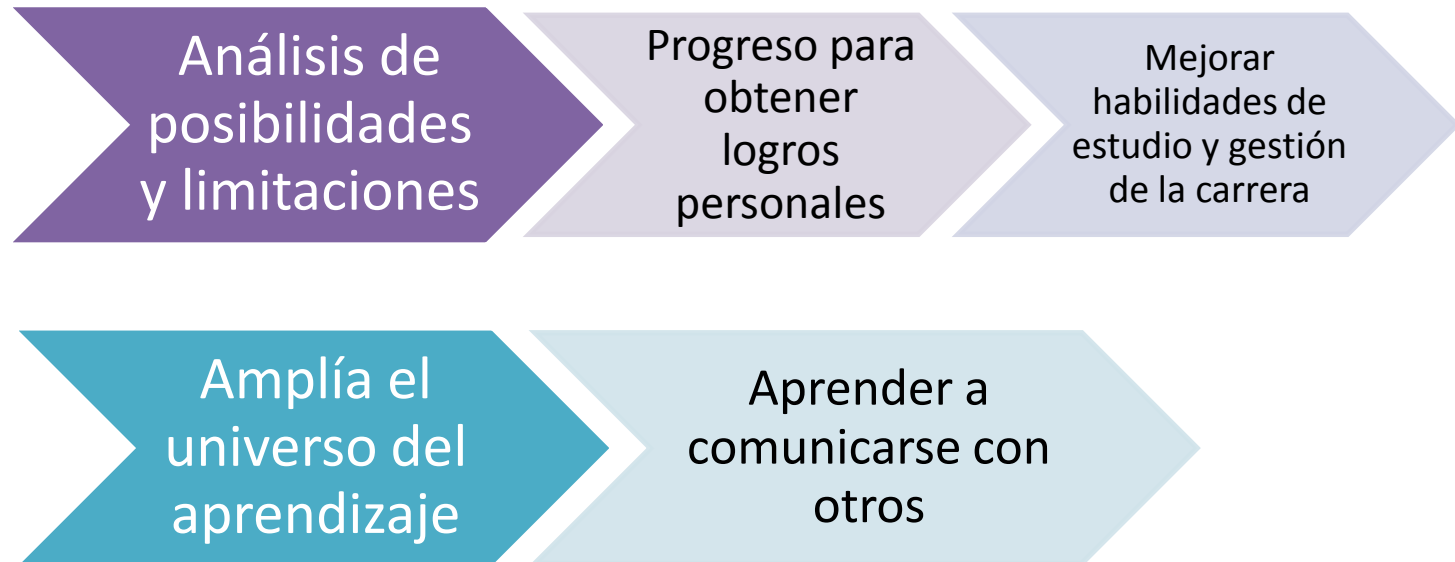 Análisis de
posibilidades
y limitaciones
Progreso para
obtener
logros
personales
Mejorar
habilidades de
estudio y gestión
de la carrera
Amplía el
universo del
aprendizaje
Aprender a
comunicarse con
otros